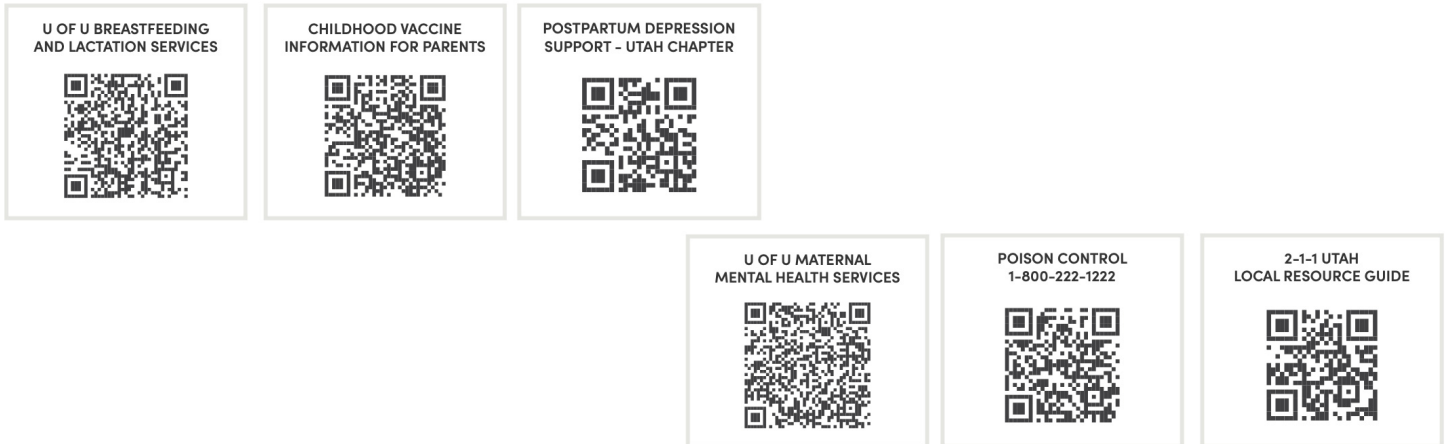 U OF U BREASTFEEDING
AND LACTATION SERVICES
CHILDHOOD VACCINE
INFORMATION FOR PARENTS
POSTPARTUM DEPRESSION
SUPPORT - UTAH CHAPTER
U OF U MATERNAL
MENTAL HEALTH SERVICES
POISON CONTROL
1-800-222-1222
2-1-1 UTAH
LOCAL RESOURCE GUIDE